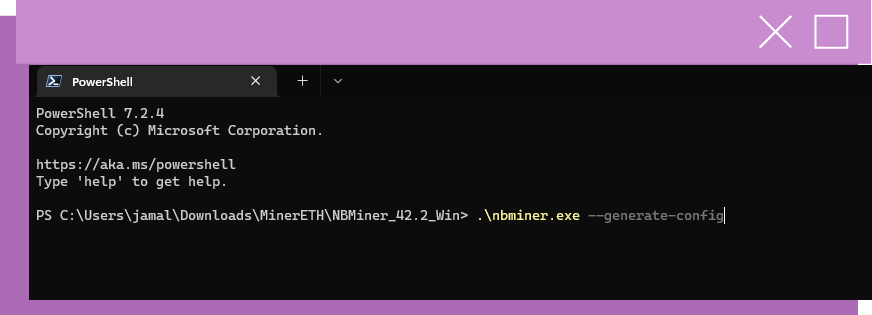 PowerShell
PowerShell 7.2.4
Copyright (c) Microsoft Corporation.
https://aka.ms/powershell
Type 'help' to get help.
PS C:\Users\jamal\Downloads\MinerETH\NBMiner_42.2_Win> .\nbminer.exe --generate-config